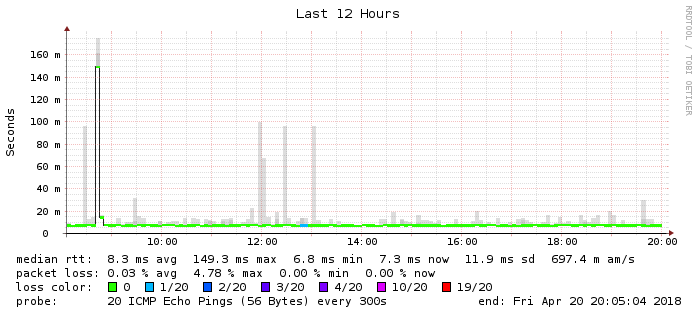 Last 12 Hours
RRDTOOL / TOBI OETIKER
Seconds
160 m
140 m
120 m
100 m
80 m
60 m
40 m
20 m
0
10:00 12:00 14:00 16:00 18:00 20:00
median rtt: 8.3 ms avg 149.3 ms max 6.8 ms min 7.3 ms now 11.9 ms sd 697.4 m am/s
packet loss: 0.03 % avg 4.78 % max 0.00 % min 0.00 % now
loss color: 0 1/20 2/20 3/20 4/20 10/20 19/20
probe: 20 ICMP Echo Pings (56 Bytes) every 300s end: Fri Apr 20 20:05:04 2018